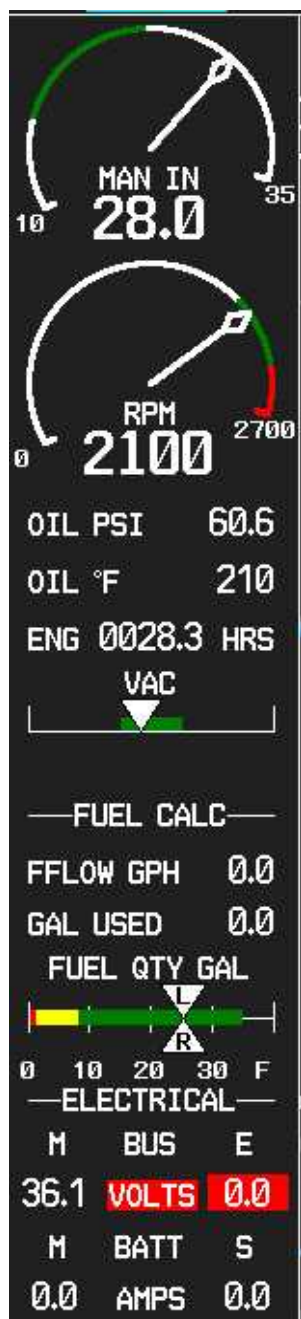 MAN IN
10 28.0 35
RPM
0 2100 2700
OIL PSI 60.6
OIL °F 210
ENG 0028.3 HRS
VAC
FUEL CALC
FFLOW GPH 0.0
GAL USED 0.0
FUEL QTY GAL
L
R
0 10 20 30 F
ELECTRICAL
M BUS E
36.1 VOLTS 0.0
M BATT S
0.0 AMPS 0.0